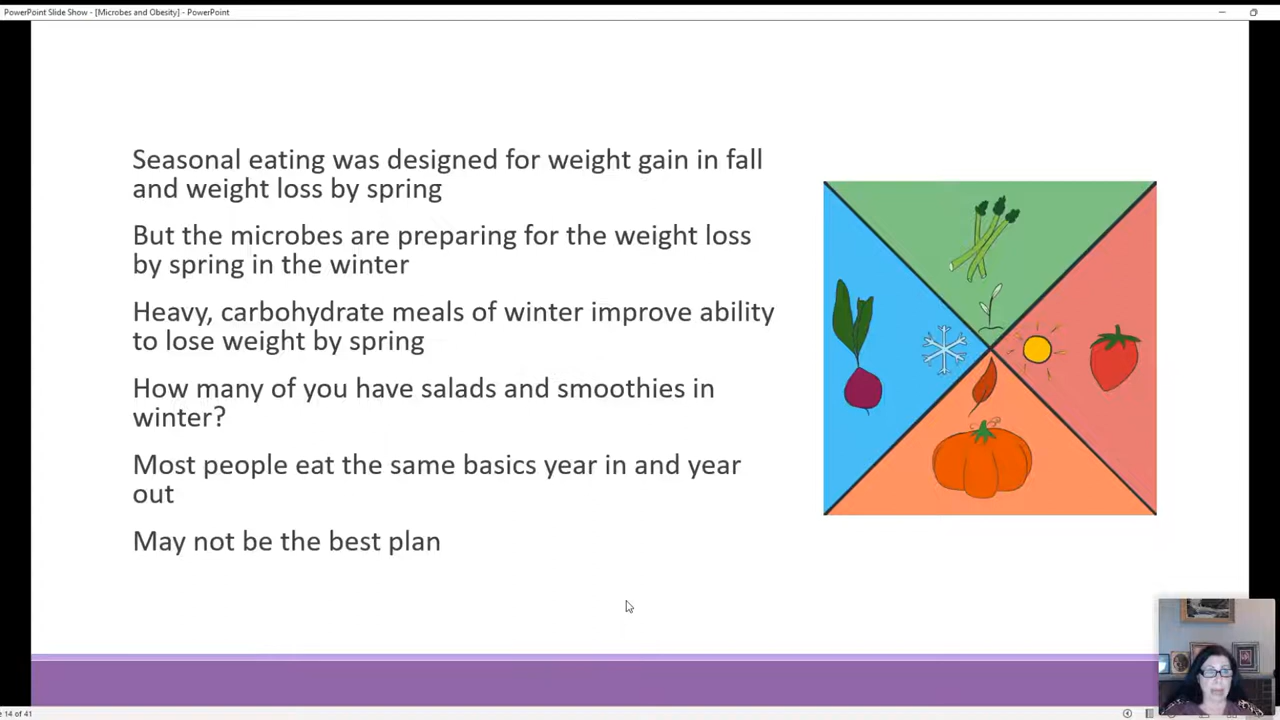 PowerPoint Slide Show - [Microbes and Obesity] - PowerPoint
Seasonal eating was designed for weight gain in fall
and weight loss by spring
But the microbes are preparing for the weight loss
by spring in the winter
Heavy, carbohydrate meals of winter improve ability
to lose weight by spring
How many of you have salads and smoothies in
winter?
Most people eat the same basics year in and year
out
May not be the best plan
14 of 41